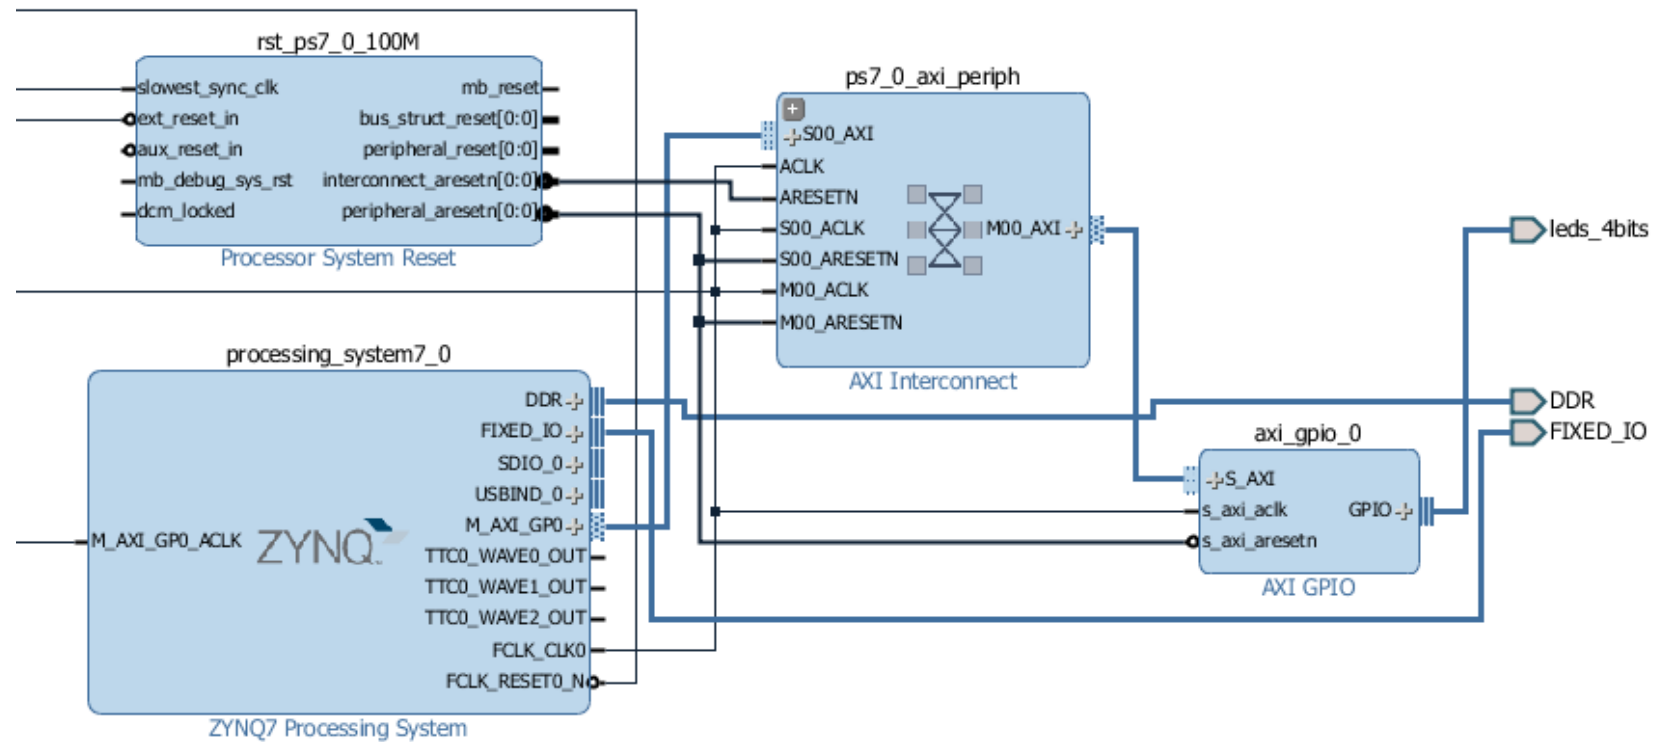 rst_ps7_0_100M
slowest_sync_clk
ext_reset_in
aux_reset_in
mb_debug_sys_rst
dcm_locked
mb_reset
bus_struct_reset[0:0]
peripheral_reset[0:0]
interconnect_aresetn[0:0]
peripheral_aresetn[0:0]
Processor System Reset
ps7_0_axi_periph
S00_AXI
ACLK
ARESETN
S00_ACLK
S00_ARESETN
M00_ACLK
M00_ARESETN
M00_AXI
AXI Interconnect
processing_system7_0
M_AXI_GP0_ACLK
ZYNQ
DDR
FIXED_IO
SDIO_0
USBIND_0
M_AXI_GP0
TTC0_WAVE0_OUT
TTC0_WAVE1_OUT
TTC0_WAVE2_OUT
FCLK_CLK0
FCLK_RESET0_N
ZYNQ7 Processing System
axi_gpio_0
S_AXI
s_axi_aclk
s_axi_aresetn
GPIO
AXI GPIO
leds_4bits
DDR
FIXED_IO